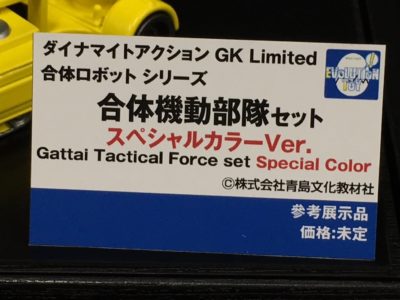 ダイナマイトアクション GK Limited
合体ロボット シリーズ
EVOLUTION
TOY
合体機動部隊セット
スペシャルカラーVer.
Gattai Tactical Force set Special Color
©株式会社青島文化教材社
参考展示品
価格:未定